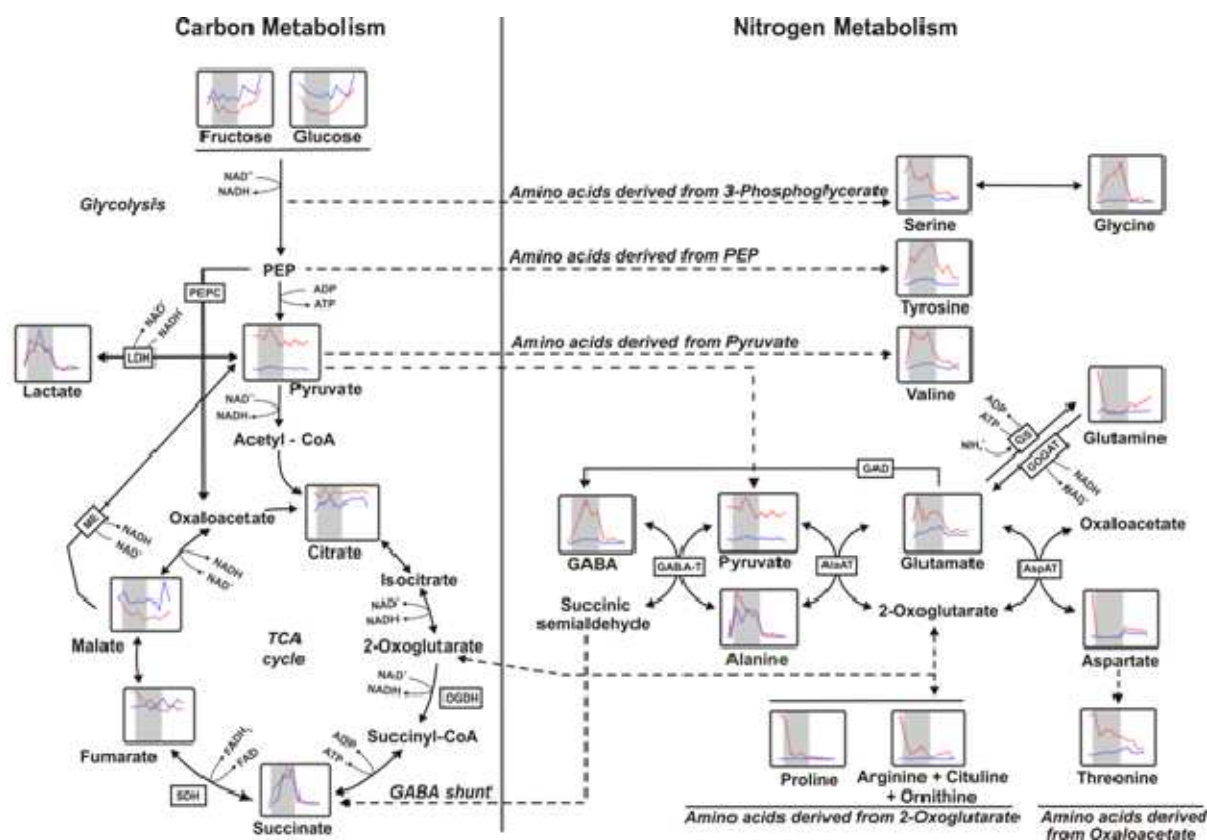 Carbon Metabolism
Nitrogen Metabolism
Fructose
Glucose
NAD⁺
NADH
Glycolysis
Amino acids derived from 3-Phosphoglycerate
Serine
Glycine
PEP
Amino acids derived from PEP
PEPC
ADP
ATP
Tyrosine
NAD⁺
NADH
LDH
Amino acids derived from Pyruvate
Lactate
Pyruvate
Valine
NAD⁺
NADH
ADP
ATP
NH₄⁺
GS
Glutamine
Acetyl - CoA
GOGAT
NADH
NAD⁺
GAD
ME
NADH
NAD⁺
Oxaloacetate
Citrate
Oxaloacetate
NADH
NAD⁺
GABA
GABA-T
Pyruvate
AlaAT
Glutamate
AspAT
Isocitrate
NAD⁺
NADH
Succinic
semialdehyde
2-Oxoglutarate
Malate
TCA
cycle
2-Oxoglutarate
Alanine
Aspartate
NAD⁺
NADH
OGDH
Succinyl-CoA
Fumarate
FADH₂
FAD
ADP
ATP
SDH
GABA shunt
Succinate
Proline
Arginine + Cituline
+ Ornithine
Threonine
Amino acids derived from 2-Oxoglutarate
Amino acids derived
from Oxaloacetate